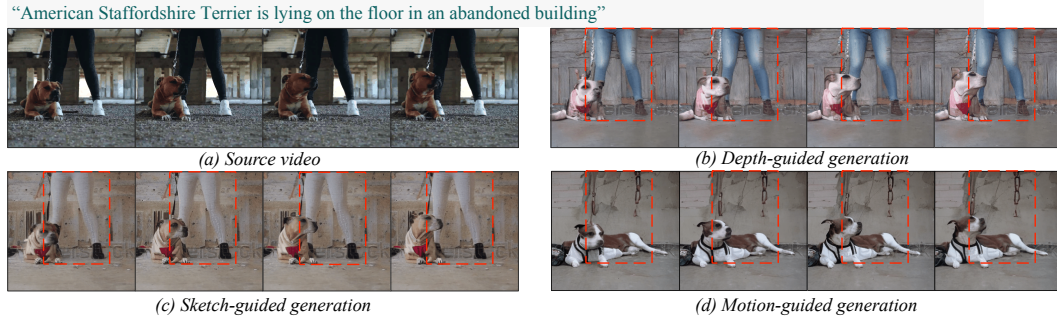 “American Staffordshire Terrier is lying on the floor in an abandoned building”
(a) Source video
(b) Depth-guided generation
(c) Sketch-guided generation
(d) Motion-guided generation